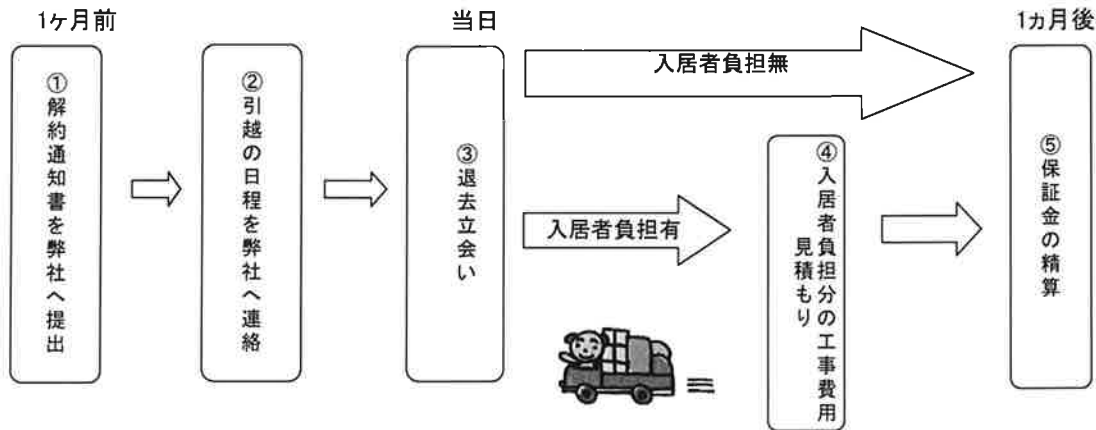 1ヶ月前
当日
1カ月後
①解約通知書を弊社へ提出
②引越の日程を弊社へ連絡
③退去立会い
入居者負担無
入居者負担有
④入居者負担分の工事費用
見積もり
⑤保証金の精算